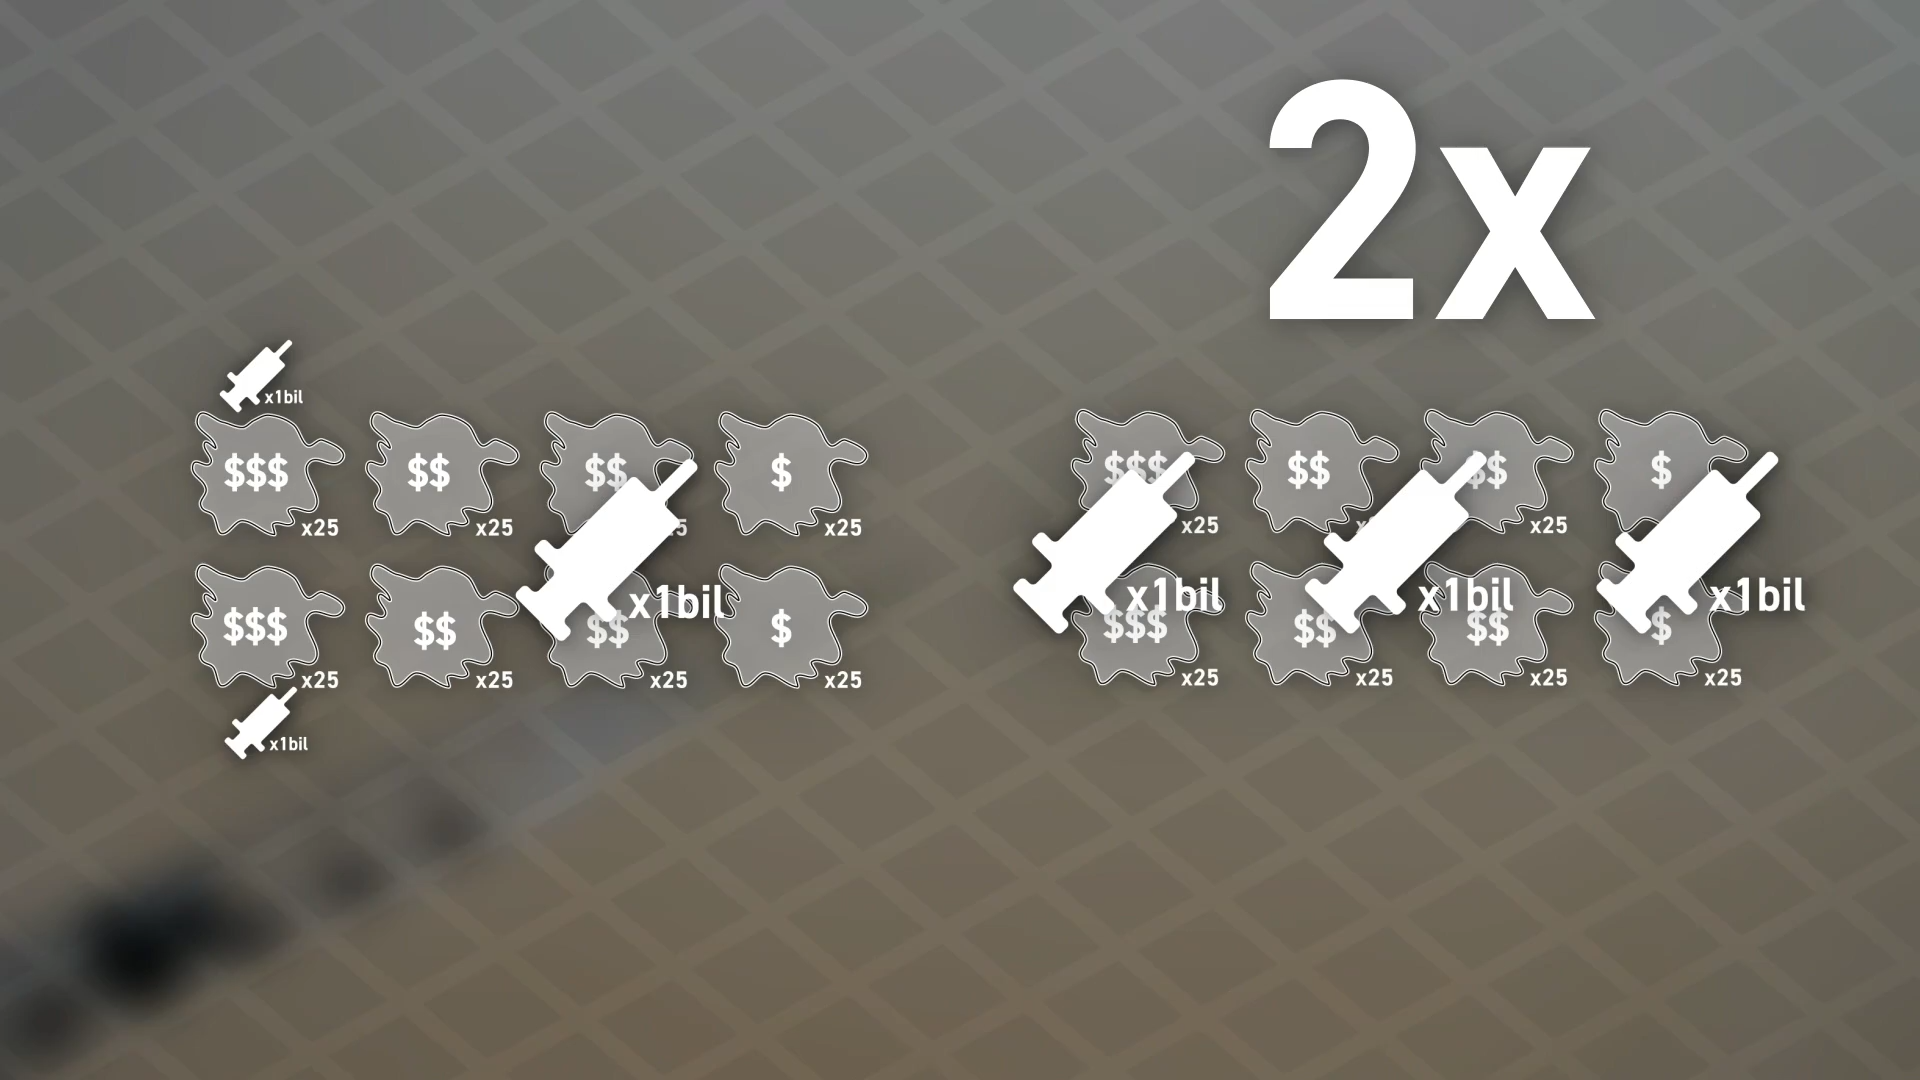 2x
x1bil
$$$ $$ $$ $ $$ $ $
x25 x25 x25 x25 x25
x1bil x1bil x1bil x1bil
$$$ $$ $$ $ $$$ $$ $$ $
x25 x25 x25 x25 x25 x25 x25 x25
x1bil